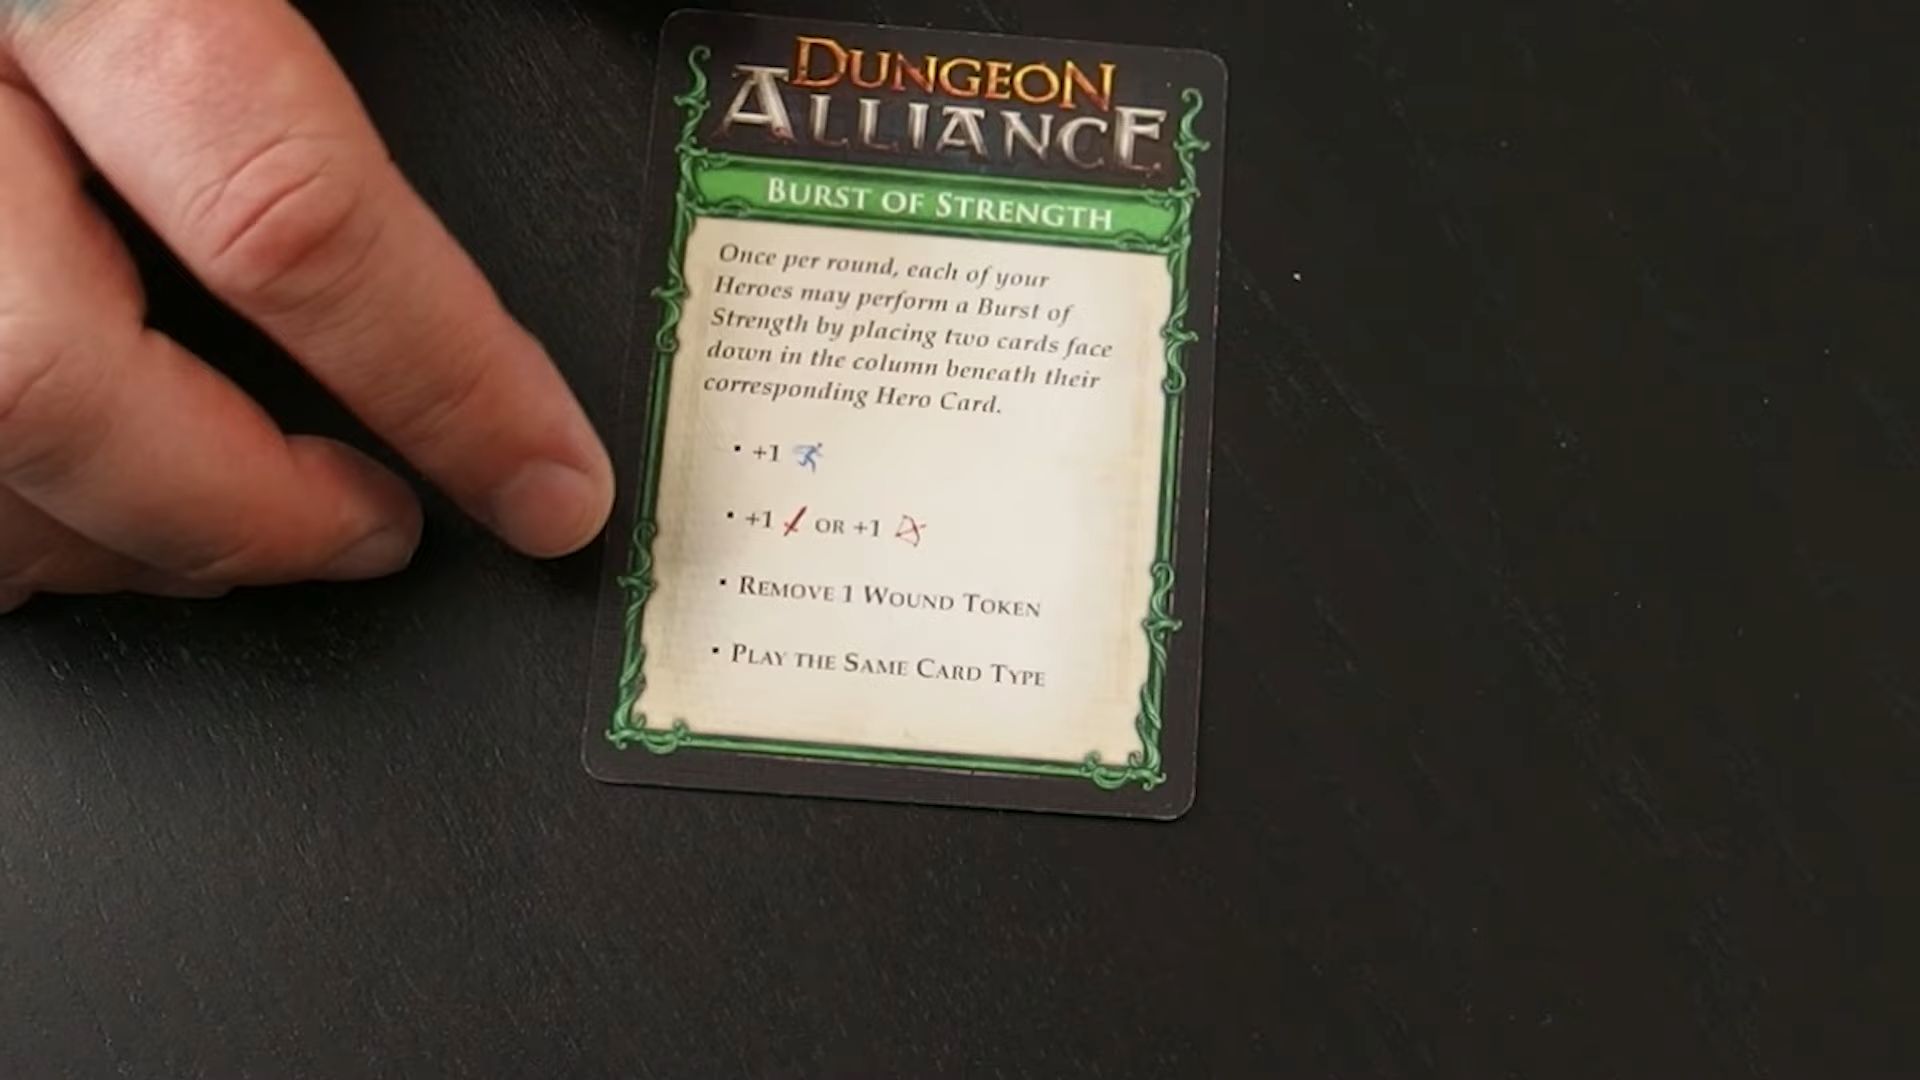 DUNGEON
ALLIANCE
BURST OF STRENGTH
Once per round, each of your
Heroes may perform a Burst of
Strength by placing two cards face
down in the column beneath their
corresponding Hero Card.
▪ +1
▪ +1 OR +1
▪ REMOVE 1 WOUND TOKEN
▪ PLAY THE SAME CARD TYPE